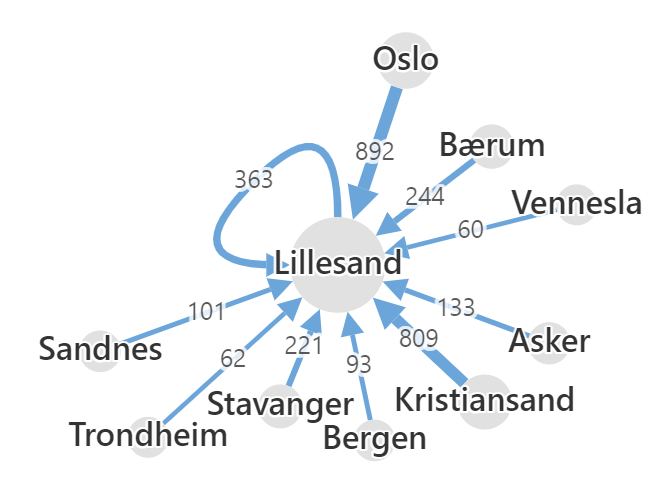 Oslo
892
Bærum
363
244
Vennesla
60
Lillesand
101
133
Sandnes
62
221
93
809
Asker
Stavanger
Kristiansand
Trondheim
Bergen